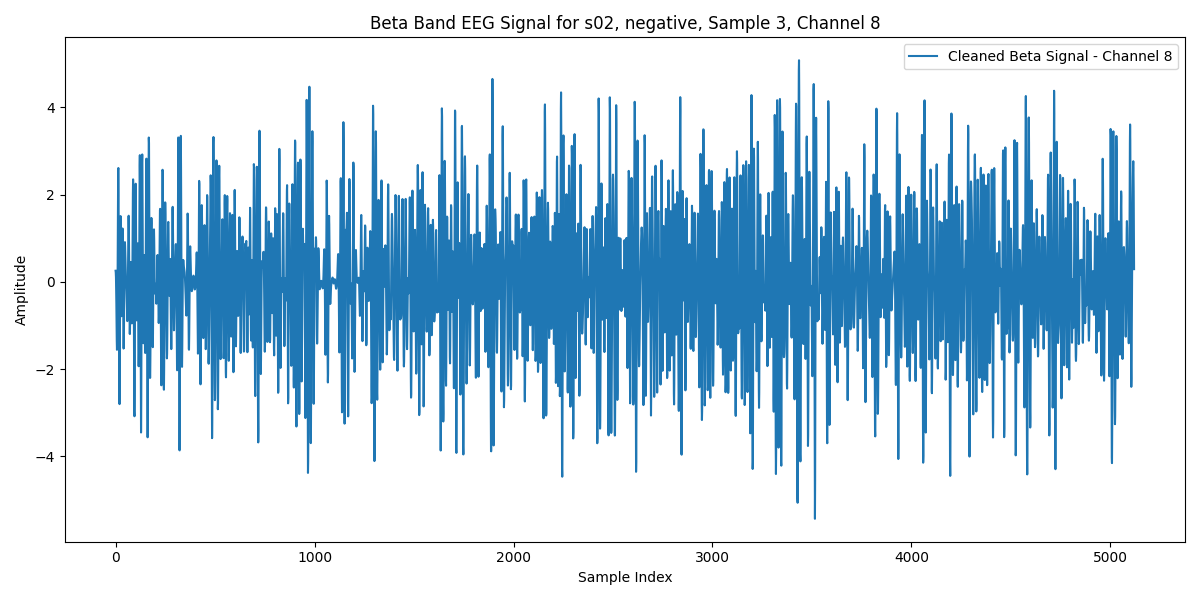 Beta Band EEG Signal for s02, negative, Sample 3, Channel 8
Cleaned Beta Signal - Channel 8
Amplitude
4
2
0
−2
−4
0 1000 2000 3000 4000 5000
Sample Index